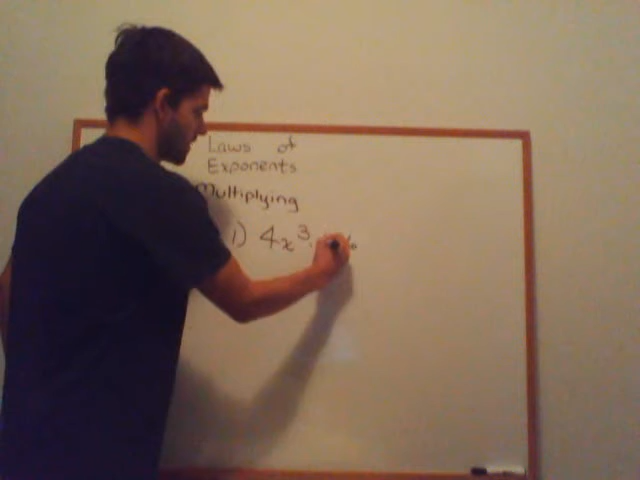 Laws of
Exponents
Multiplying
1) 4x³ ·